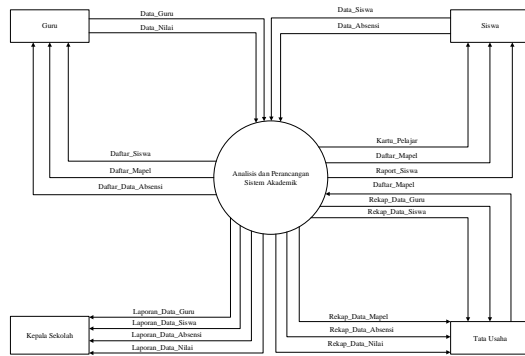 Data_Guru
Data_Siswa
Guru
Data_Nilai
Data_Absensi
Siswa
Kartu_Pelajar
Daftar_Siswa
Daftar_Mapel
Daftar_Mapel
Analisis dan Perancangan
Sistem Akademik
Raport_Siswa
Daftar_Data_Absensi
Daftar_Mapel
Rekap_Data_Guru
Rekap_Data_Siswa
Laporan_Data_Guru
Rekap_Data_Mapel
Laporan_Data_Siswa
Rekap_Data_Absensi
Kepala Sekolah
Laporan_Data_Absensi
Tata Usaha
Laporan_Data_Nilai
Rekap_Data_Nilai